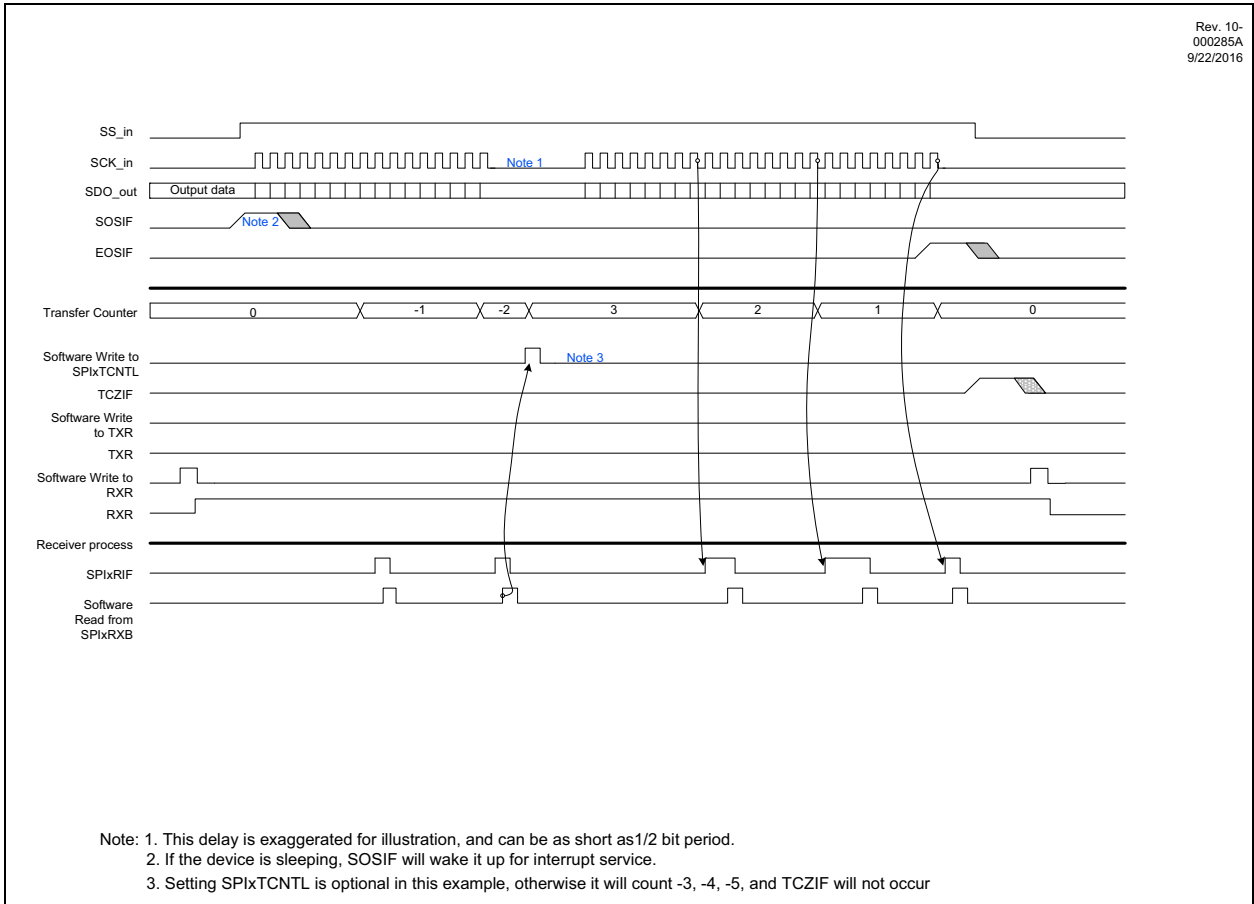 Rev. 10-
000285A
9/22/2016
SS_in
SCK_in
Note 1
SDO_out
Output data
SOSIF
Note 2
EOSIF
Transfer Counter
0
-1
-2
3
2
1
0
Software Write to
SPIxTCNTL
Note 3
TCZIF
Software Write
to TXR
TXR
Software Write to
RXR
RXR
Receiver process
SPIxRIF
Software
Read from
SPIxRXB
Note: 1. This delay is exaggerated for illustration, and can be as short as1/2 bit period.
2. If the device is sleeping, SOSIF will wake it up for interrupt service.
3. Setting SPIxTCNTL is optional in this example, otherwise it will count -3, -4, -5, and TCZIF will not occur